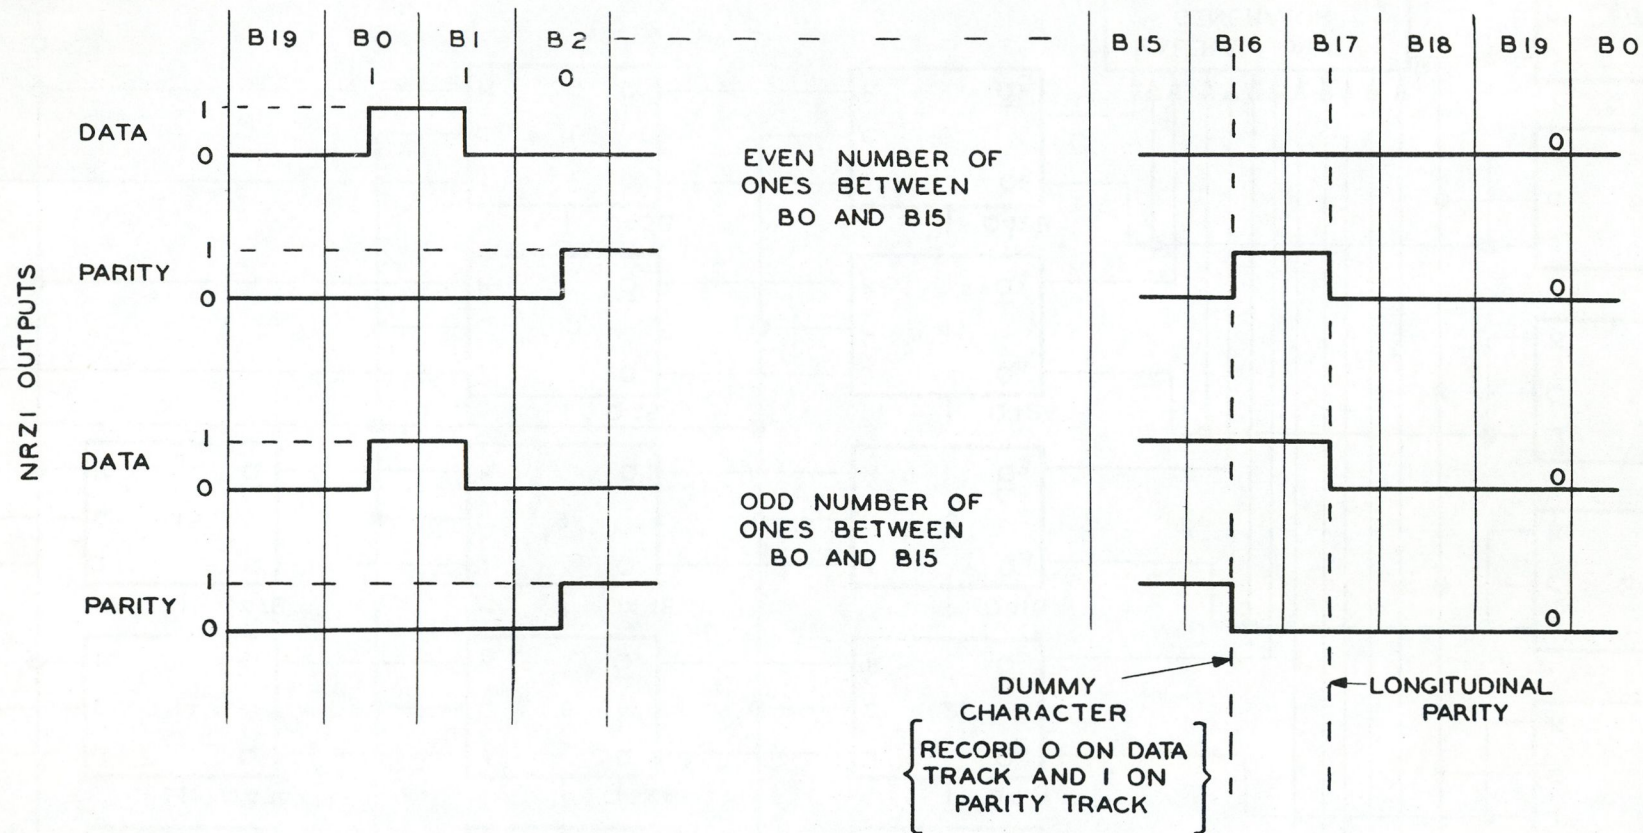 B19 B0 B1 B2 — — — — — — B15 B16 B17 B18 B19 B0
1 1 0
NRZI OUTPUTS
1
DATA
0
0
EVEN NUMBER OF
ONES BETWEEN
B0 AND B15
1
PARITY
0
0
1
DATA
0
0
ODD NUMBER OF
ONES BETWEEN
B0 AND B15
1
PARITY
0
0
DUMMY
CHARACTER
[RECORD 0 ON DATA
TRACK AND 1 ON
PARITY TRACK]
LONGITUDINAL
PARITY